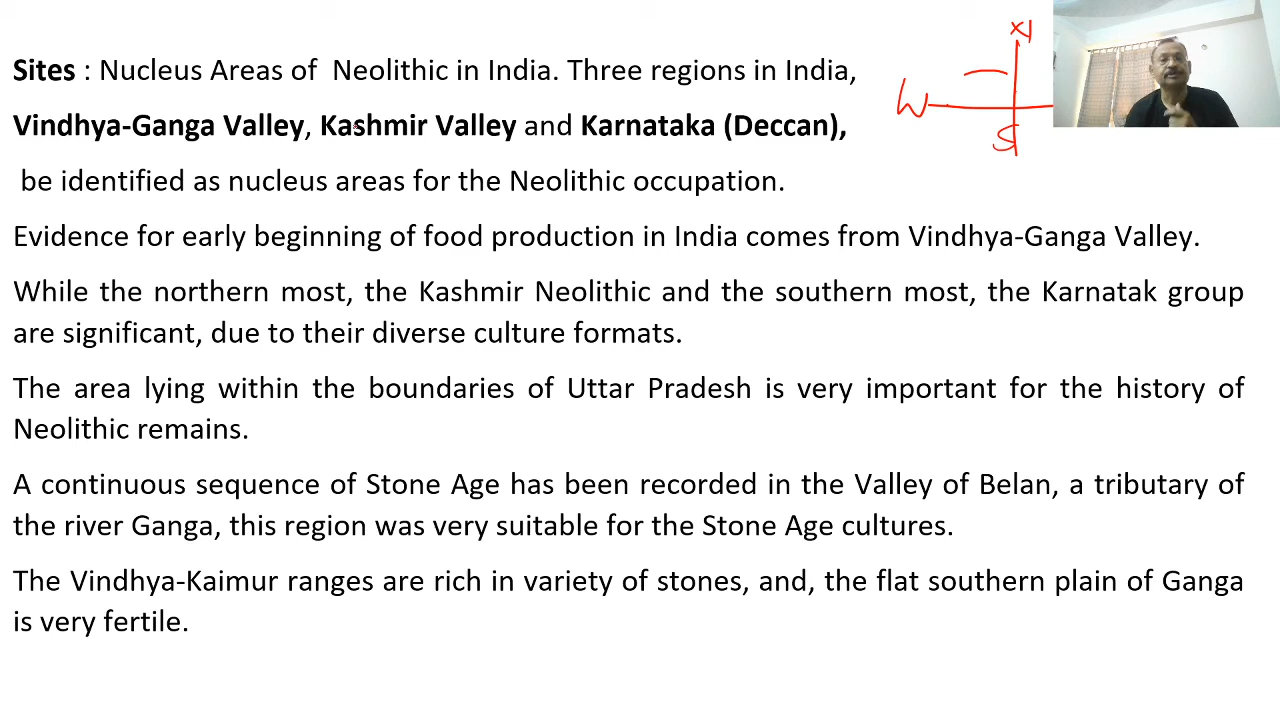 Sites : Nucleus Areas of Neolithic in India. Three regions in India,
Vindhya-Ganga Valley, Kashmir Valley and Karnataka (Deccan),
be identified as nucleus areas for the Neolithic occupation.
Evidence for early beginning of food production in India comes from Vindhya-Ganga Valley.
While the northern most, the Kashmir Neolithic and the southern most, the Karnatak group
are significant, due to their diverse culture formats.
The area lying within the boundaries of Uttar Pradesh is very important for the history of
Neolithic remains.
A continuous sequence of Stone Age has been recorded in the Valley of Belan, a tributary of
the river Ganga, this region was very suitable for the Stone Age cultures.
The Vindhya-Kaimur ranges are rich in variety of stones, and, the flat southern plain of Ganga
is very fertile.
N
W
S